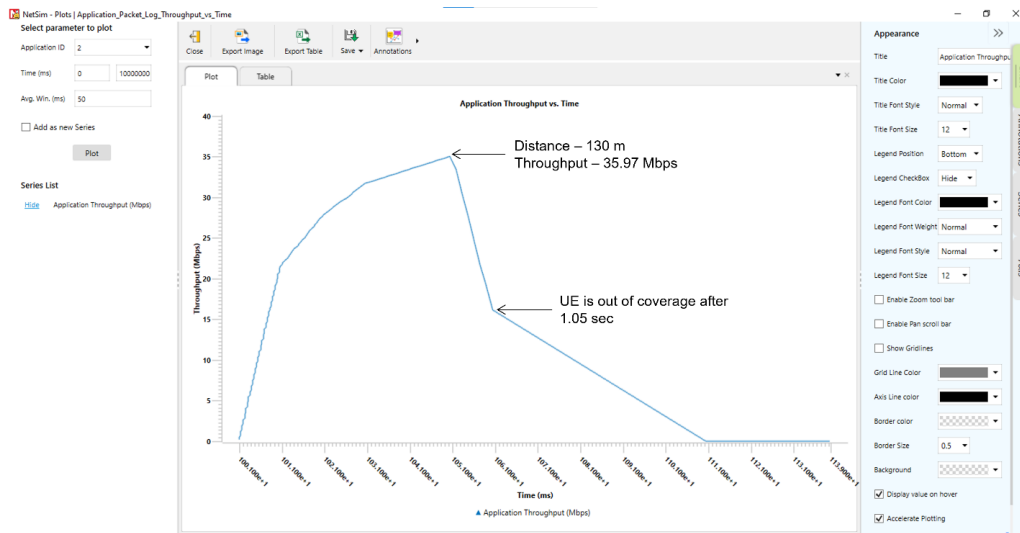 NetSim - Plots | Application_Packet_Log_Throughput_vs_Time
Select parameter to plot
Application ID 2
Time (ms) 0 10000000
Avg. Win. (ms) 50
Add as new Series
Plot
Series List
Hide Application Throughput (Mbps)
Close Export Image Export Table Save Annotations
Plot Table
Application Throughput vs. Time
Throughput (Mbps)
40
35
30
25
20
15
10
5
0
Distance – 130 m
Throughput – 35.97 Mbps
UE is out of coverage after
1.05 sec
100.100e+1 101.100e+1 102.100e+1 103.100e+1 104.100e+1 105.100e+1 106.100e+1 107.100e+1 108.100e+1 109.100e+1 110.100e+1 111.100e+1 112.100e+1 113.100e+1 113.900e+1
Time (ms)
Application Throughput (Mbps)
Appearance
Title Application Throughpu
Title Color
Title Font Style Normal
Title Font Size 12
Legend Position Bottom
Legend CheckBox Hide
Legend Font Color
Legend Font Weight Normal
Legend Font Style Normal
Legend Font Size 12
Enable Zoom tool bar
Enable Pan scroll bar
Show Gridlines
Grid Line Color
Axis Line color
Border color
Border Size 0.5
Background
Display value on hover
Accelerate Plotting